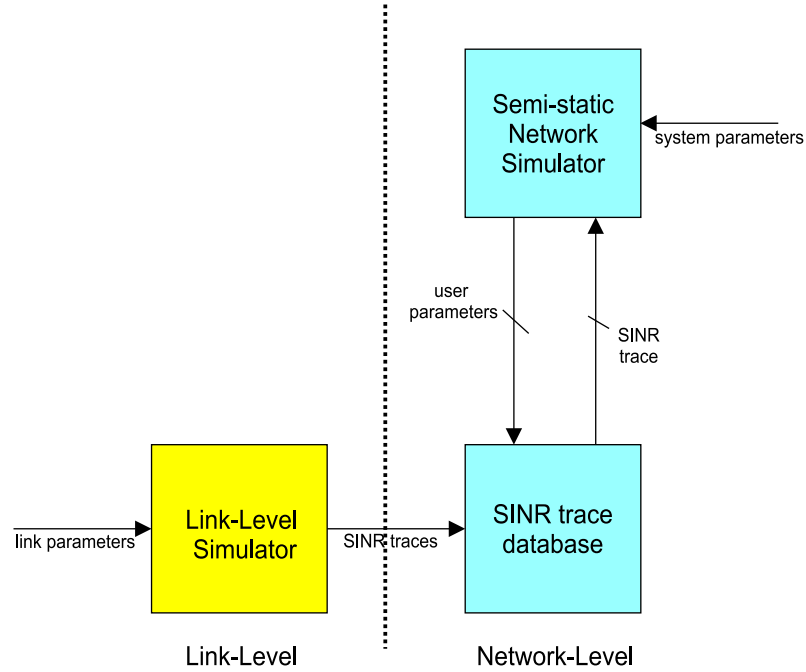 Semi-static
Network
Simulator
system parameters
user
parameters
SINR
trace
link parameters
Link-Level
Simulator
SINR traces
SINR trace
database
Link-Level
Network-Level